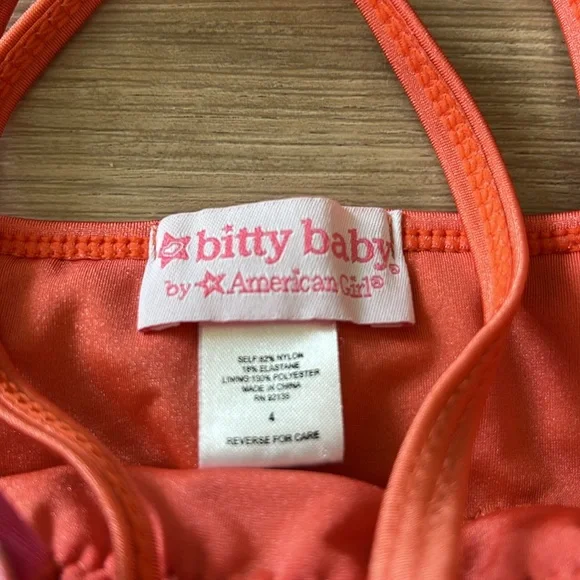 bitty baby®
by American Girl®
SELF:82% NYLON
18% ELASTANE
LINING:100% POLYESTER
MADE IN CHINA
RN 92135
4
REVERSE FOR CARE